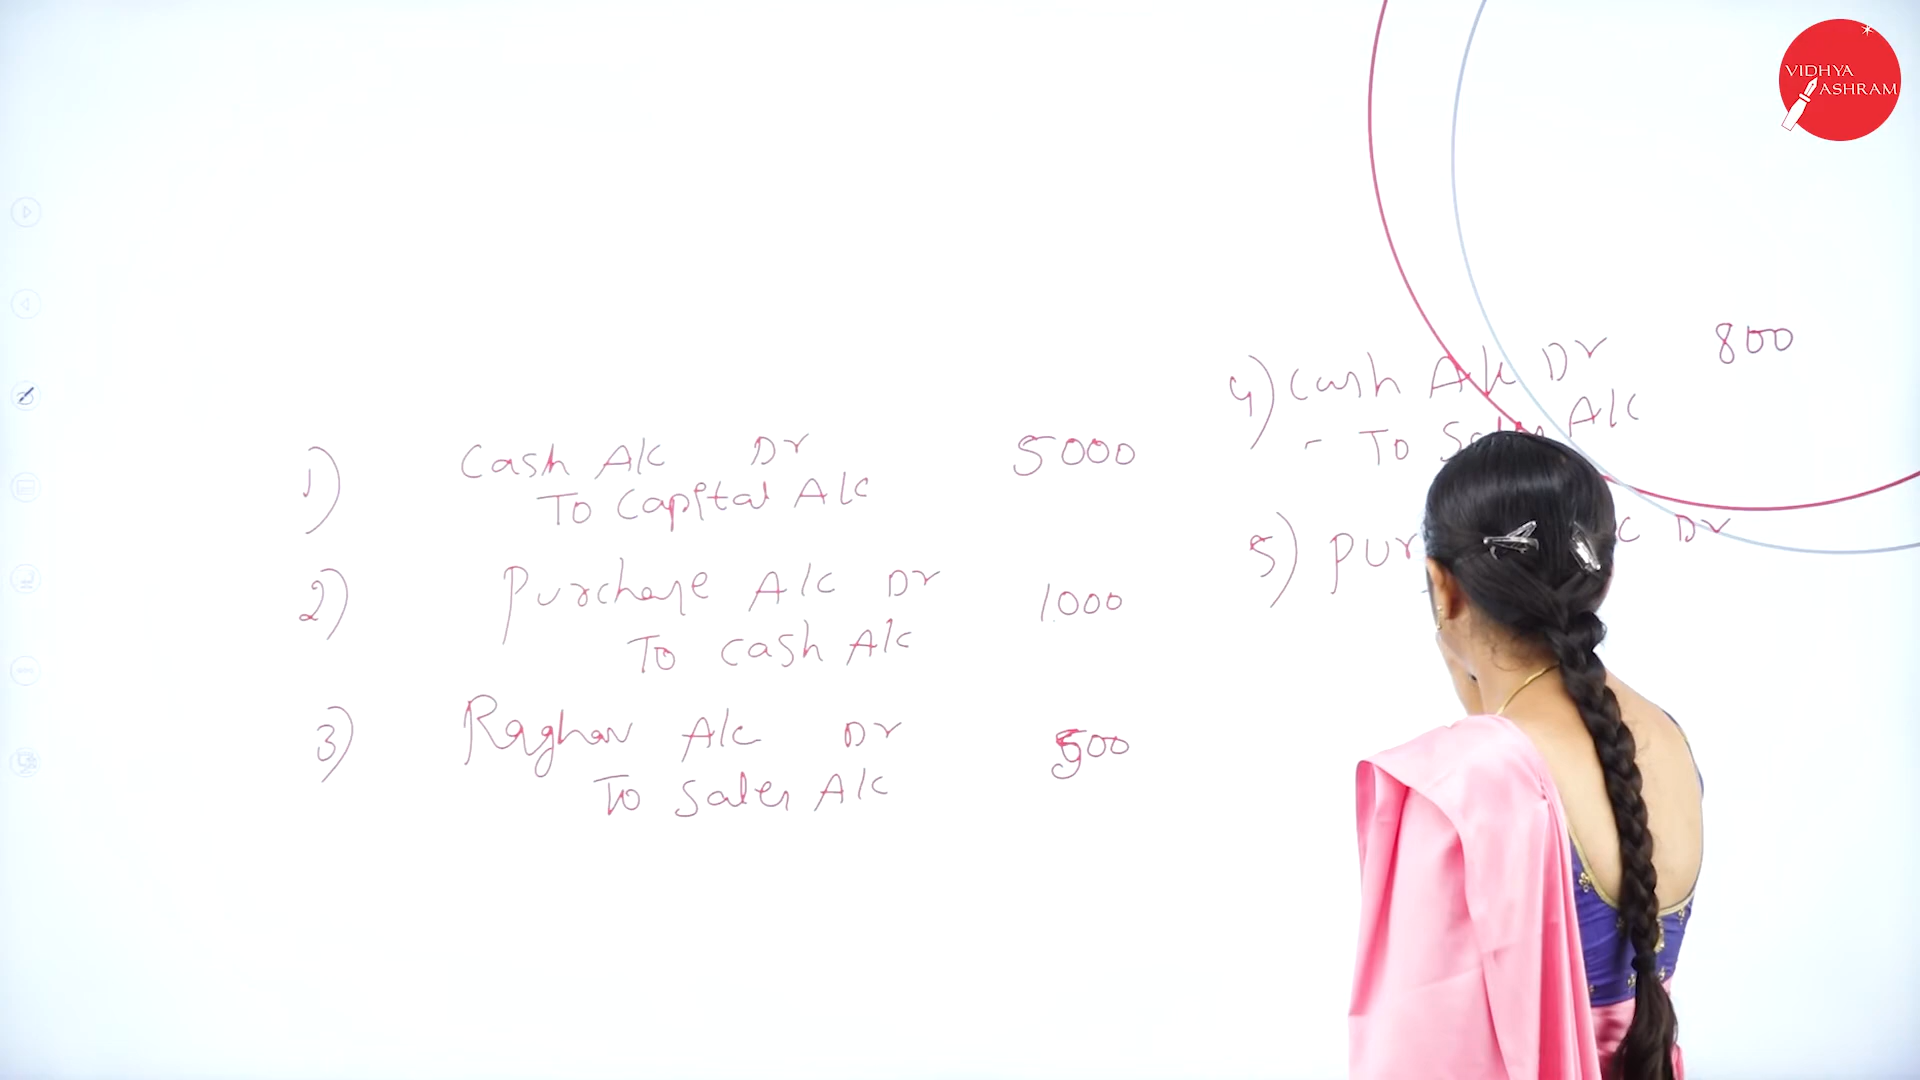 VIDHYA
ASHRAM
1) Cash A/c Dr 5000
To Capital A/c
2) Purchase A/c Dr 1000
To cash A/c
3) Raghav A/c Dr 500
To Sales A/c
4) Cash A/c Dr 800
- To Sales A/c
5) Dr